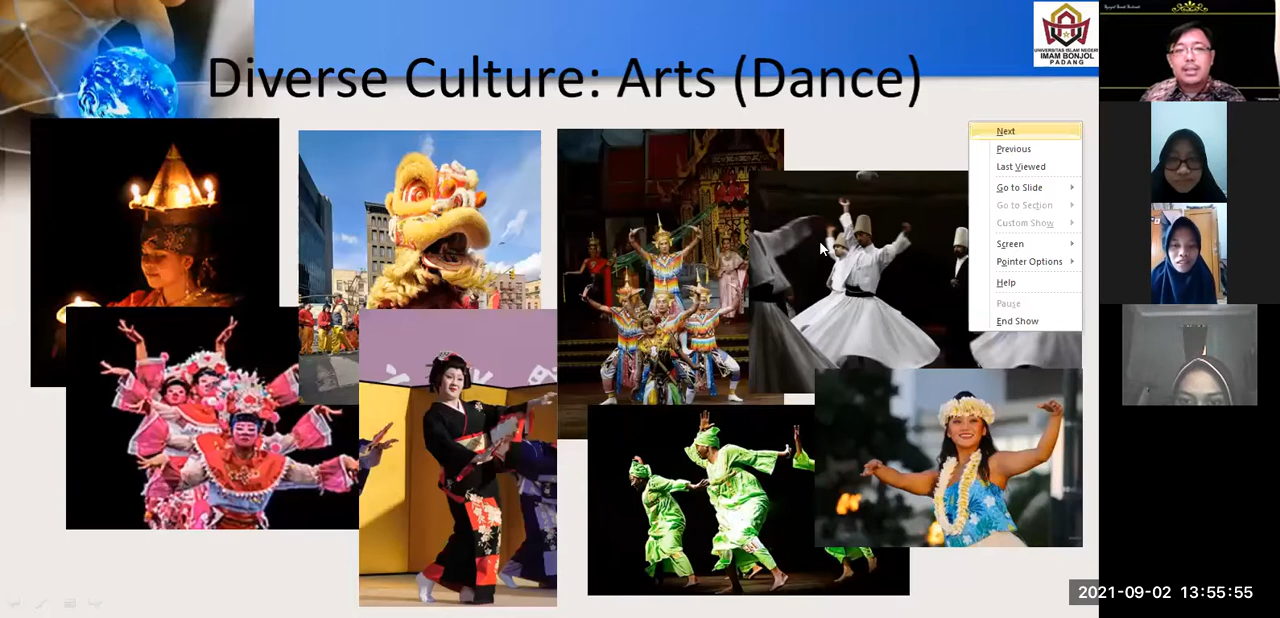 Diverse Culture: Arts (Dance)
UNIVERSITAS ISLAM NEGERI
IMAM BONJOL
PADANG
Next
Previous
Last Viewed
Go to Slide
Go to Section
Custom Show
Screen
Pointer Options
Help
Pause
End Show
2021-09-02 13:55:55